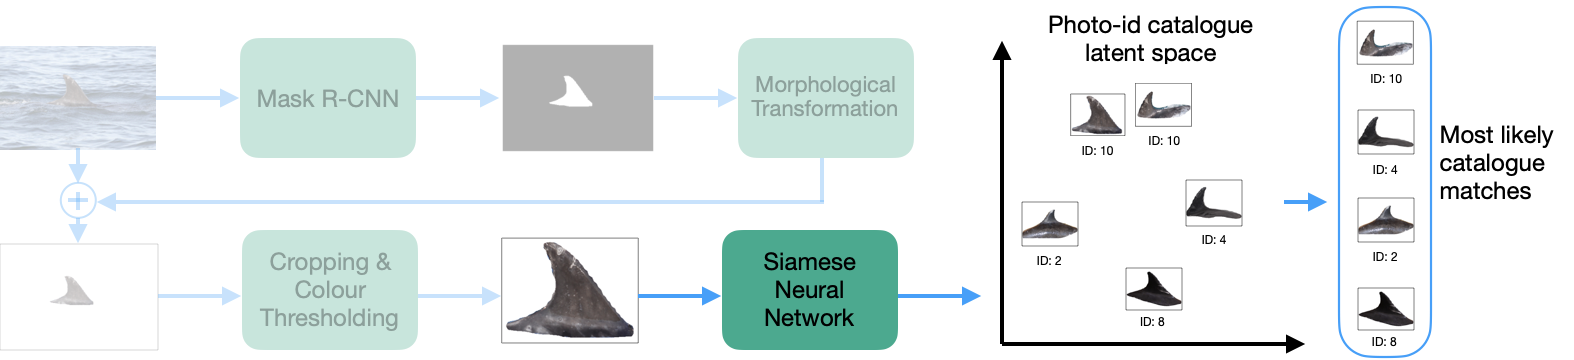 Mask R-CNN
Morphological
Transformation
Cropping &
Colour
Thresholding
Siamese
Neural
Network
Photo-id catalogue
latent space
ID: 10
ID: 10
ID: 4
ID: 2
ID: 8
ID: 10
ID: 4
ID: 2
ID: 8
Most likely
catalogue
matches